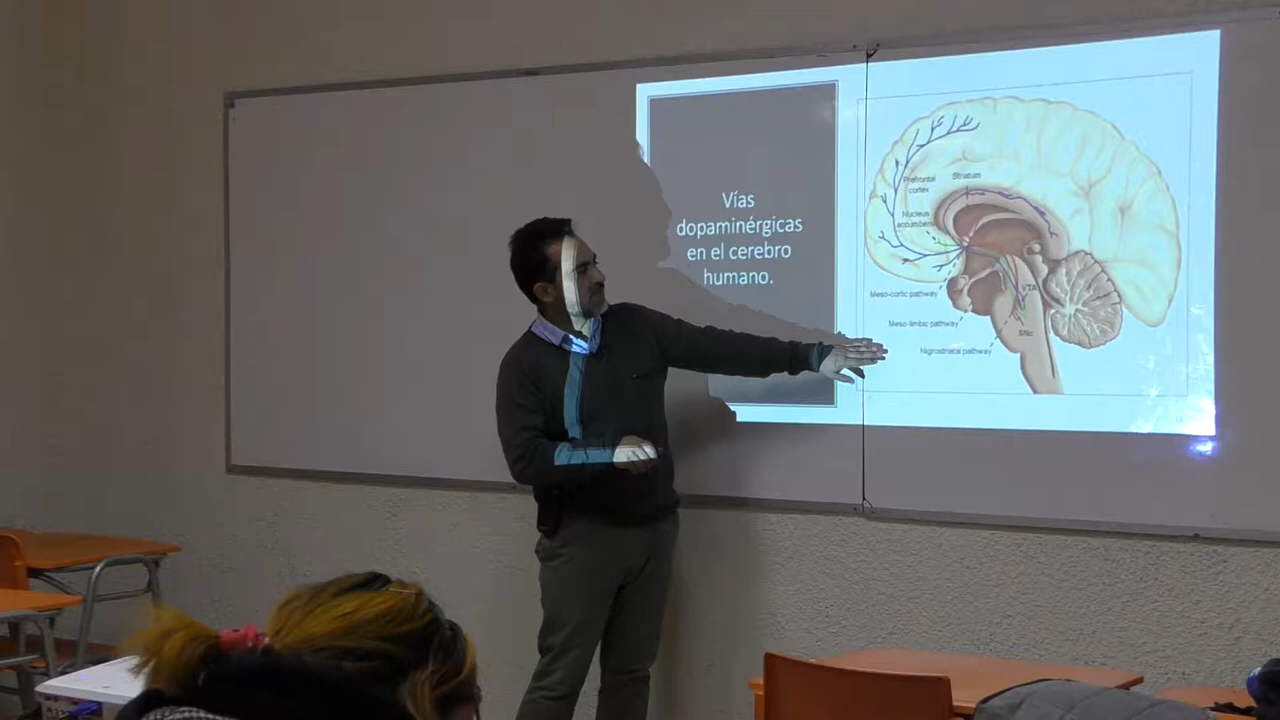 Vías
dopaminérgicas
en el cerebro
humano.
Prefrontal
cortex
Striatum
Nucleus
accumbens
Meso-cortic pathway
Meso-limbic pathway
Nigrostriatal pathway
VTA
SNc